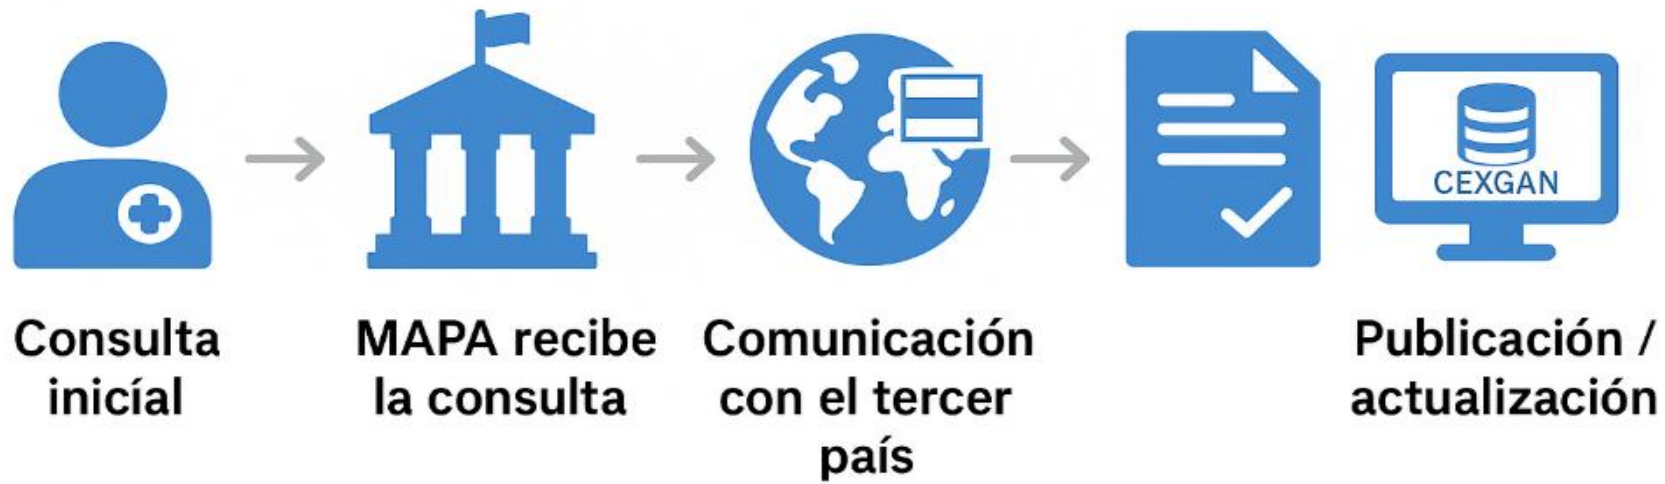 CEXGAN
Consulta
inicíal
MAPA recibe
la consulta
Comunicación
con el tercer
país
Publicación /
actualización